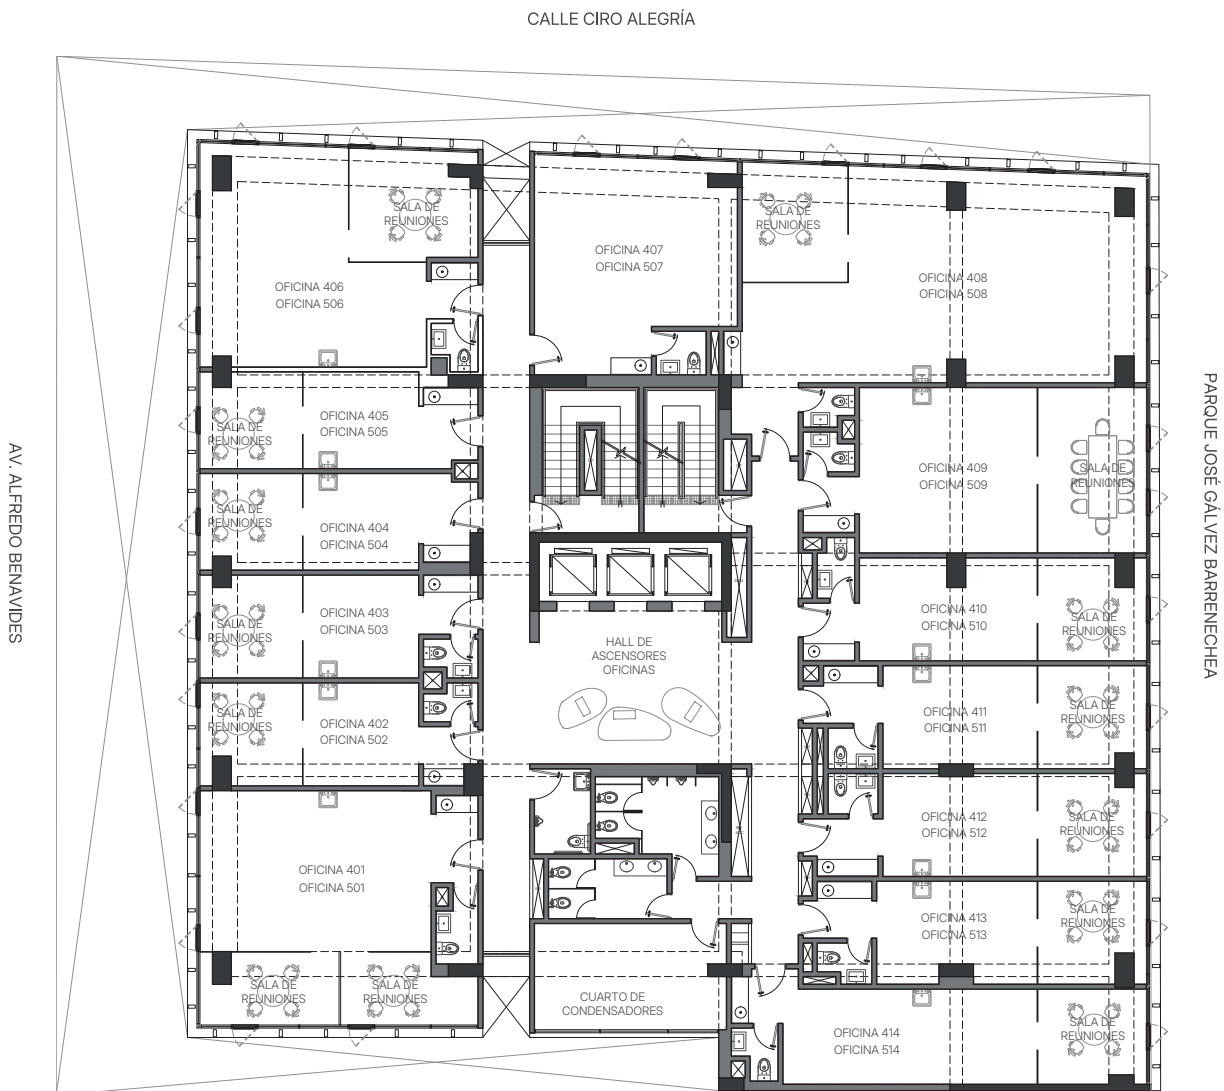 CALLE CIRO ALEGRÍA
SALA DE
REUNIONES
SALA DE
REUNIONES
OFICINA 407
OFICINA 507
OFICINA 406
OFICINA 506
OFICINA 408
OFICINA 508
OFICINA 405
OFICINA 505
SALA DE
REUNIONES
OFICINA 409
OFICINA 509
SALA DE
REUNIONES
OFICINA 404
OFICINA 504
SALA DE
REUNIONES
AV. ALFREDO BENAVIDES
PARQUE JOSÉ GÁLVEZ BARRENECHEA
OFICINA 403
OFICINA 503
SALA DE
REUNIONES
HALL DE
ASCENSORES
OFICINAS
OFICINA 410
OFICINA 510
SALA DE
REUNIONES
SALA DE
REUNIONES
OFICINA 402
OFICINA 502
OFICINA 411
OFICINA 511
SALA DE
REUNIONES
OFICINA 412
OFICINA 512
SALA DE
REUNIONES
OFICINA 401
OFICINA 501
OFICINA 413
OFICINA 513
SALA DE
REUNIONES
SALA DE
REUNIONES
SALA DE
REUNIONES
CUARTO DE
CONDENSADORES
OFICINA 414
OFICINA 514
SALA DE
REUNIONES